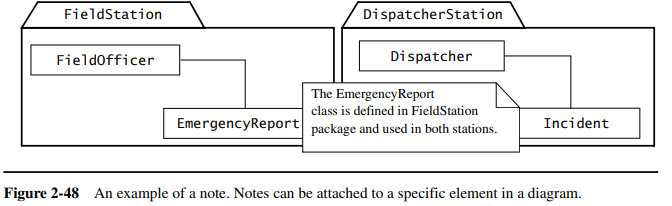 FieldStation
DispatcherStation
FieldOfficer
Dispatcher
The EmergencyReport
class is defined in FieldStation
package and used in both stations.
EmergencyReport
Incident
Figure 2-48 An example of a note. Notes can be attached to a specific element in a diagram.